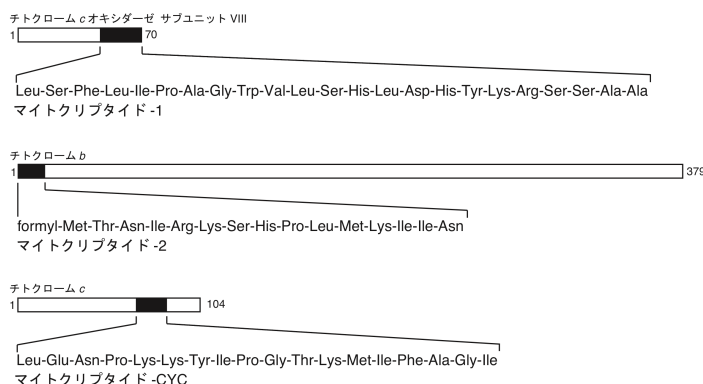 チトクローム c オキシダーゼ サブユニット VIII
1 70
Leu-Ser-Phe-Leu-Ile-Pro-Ala-Gly-Trp-Val-Leu-Ser-His-Leu-Asp-His-Tyr-Lys-Arg-Ser-Ser-Ala-Ala
マイトクリプタイド -1
チトクローム b
1 379
formyl-Met-Thr-Asn-Ile-Arg-Lys-Ser-His-Pro-Leu-Met-Lys-Ile-Ile-Asn
マイトクリプタイド -2
チトクローム c
1 104
Leu-Glu-Asn-Pro-Lys-Lys-Tyr-Ile-Pro-Gly-Thr-Lys-Met-Ile-Phe-Ala-Gly-Ile
マイトクリプタイド -CYC